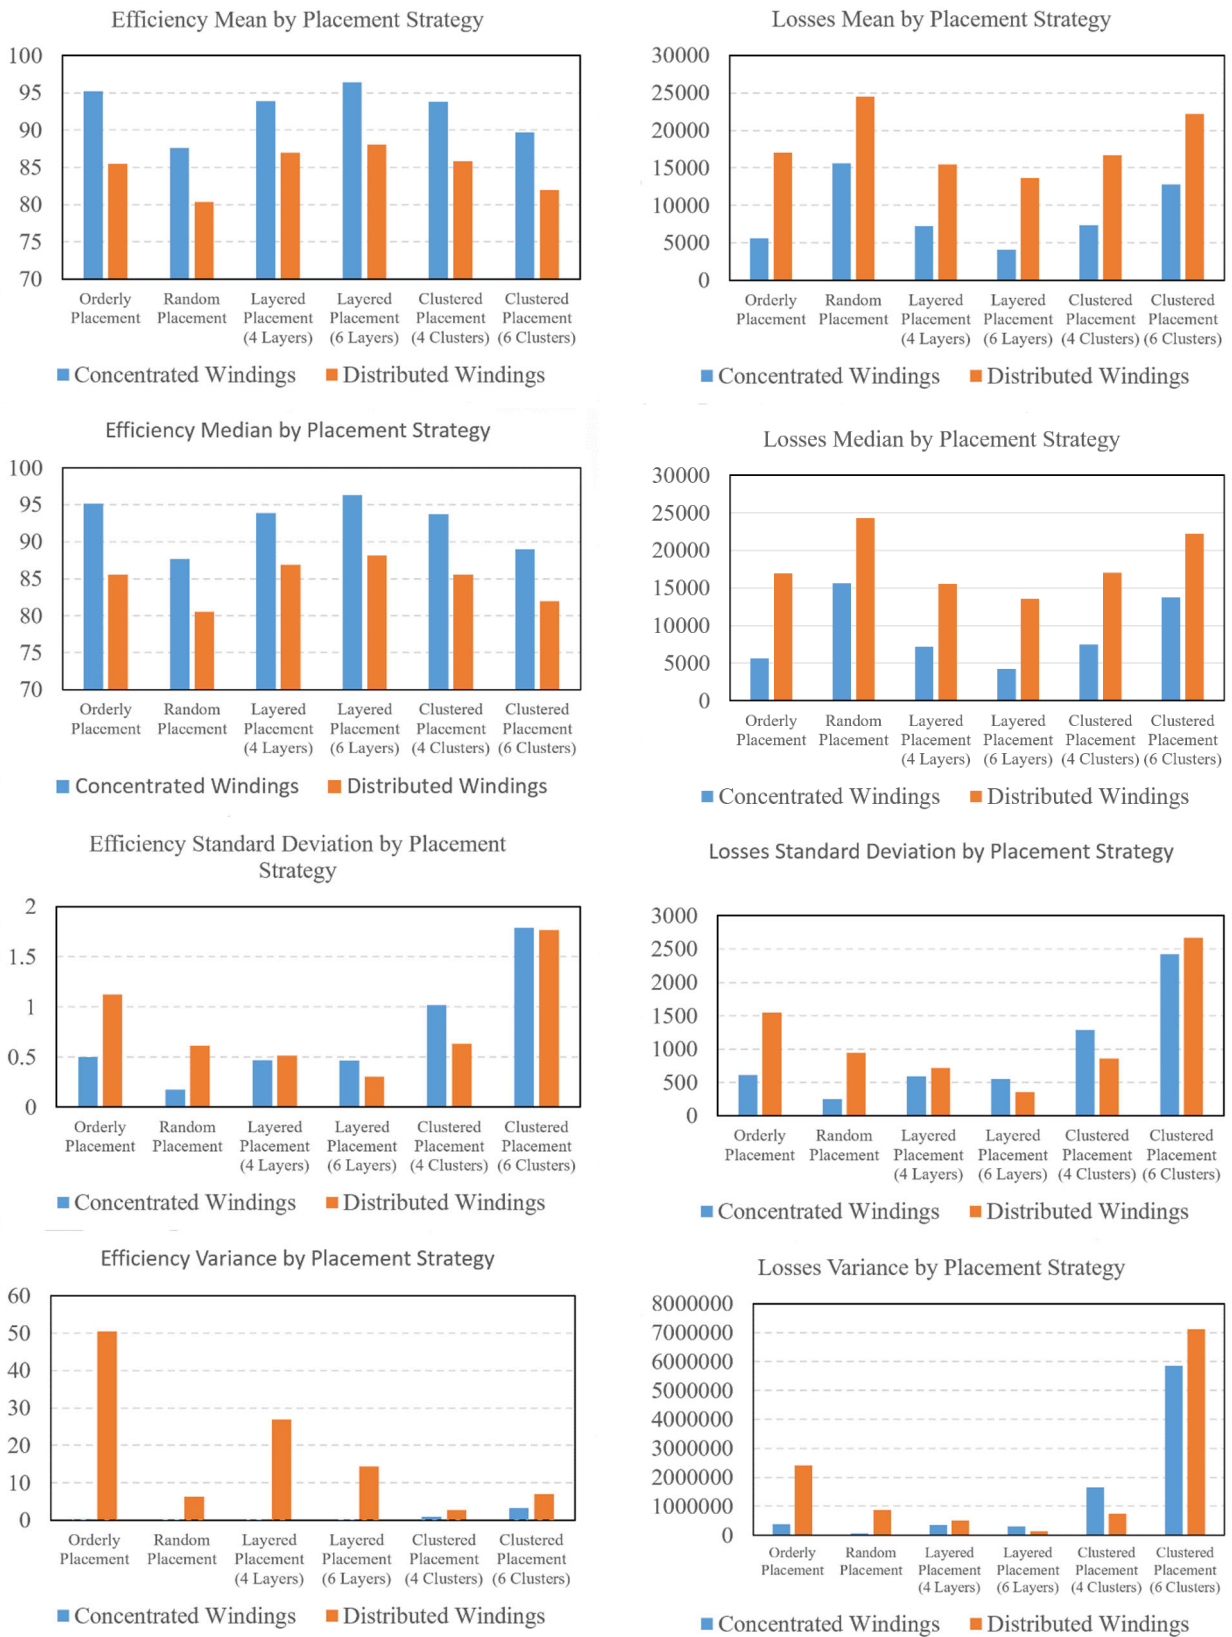 Efficiency Mean by Placement Strategy
100
95
90
85
80
75
70
Orderly Random Layered Layered Clustered Clustered
Placement Placement Placement Placement Placement Placement
(4 Layers) (6 Layers) (4 Clusters) (6 Clusters)
Concentrated Windings Distributed Windings
Losses Mean by Placement Strategy
30000
25000
20000
15000
10000
5000
0
Orderly Random Layered Layered Clustered Clustered
Placement Placement Placement Placement Placement Placement
(4 Layers) (6 Layers) (4 Clusters) (6 Clusters)
Concentrated Windings Distributed Windings
Efficiency Median by Placement Strategy
100
95
90
85
80
75
70
Orderly Random Layered Layered Clustered Clustered
Placement Placement Placement Placement Placement Placement
(4 Layers) (6 Layers) (4 Clusters) (6 Clusters)
Concentrated Windings Distributed Windings
Losses Median by Placement Strategy
30000
25000
20000
15000
10000
5000
0
Orderly Random Layered Layered Clustered Clustered
Placement Placement Placement Placement Placement Placement
(4 Layers) (6 Layers) (4 Clusters) (6 Clusters)
Concentrated Windings Distributed Windings
Efficiency Standard Deviation by Placement
Strategy
2
1.5
1
0.5
0
Orderly Random Layered Layered Clustered Clustered
Placement Placement Placement Placement Placement Placement
(4 Layers) (6 Layers) (4 Clusters) (6 Clusters)
Concentrated Windings Distributed Windings
Losses Standard Deviation by Placement Strategy
3000
2500
2000
1500
1000
500
0
Orderly Random Layered Layered Clustered Clustered
Placement Placement Placement Placement Placement Placement
(4 Layers) (6 Layers) (4 Clusters) (6 Clusters)
Concentrated Windings Distributed Windings
Efficiency Variance by Placement Strategy
60
50
40
30
20
10
0
Orderly Random Layered Layered Clustered Clustered
Placement Placement Placement Placement Placement Placement
(4 Layers) (6 Layers) (4 Clusters) (6 Clusters)
Concentrated Windings Distributed Windings
Losses Variance by Placement Strategy
8000000
7000000
6000000
5000000
4000000
3000000
2000000
1000000
0
Orderly Random Layered Layered Clustered Clustered
Placement Placement Placement Placement Placement Placement
(4 Layers) (6 Layers) (4 Clusters) (6 Clusters)
Concentrated Windings Distributed Windings